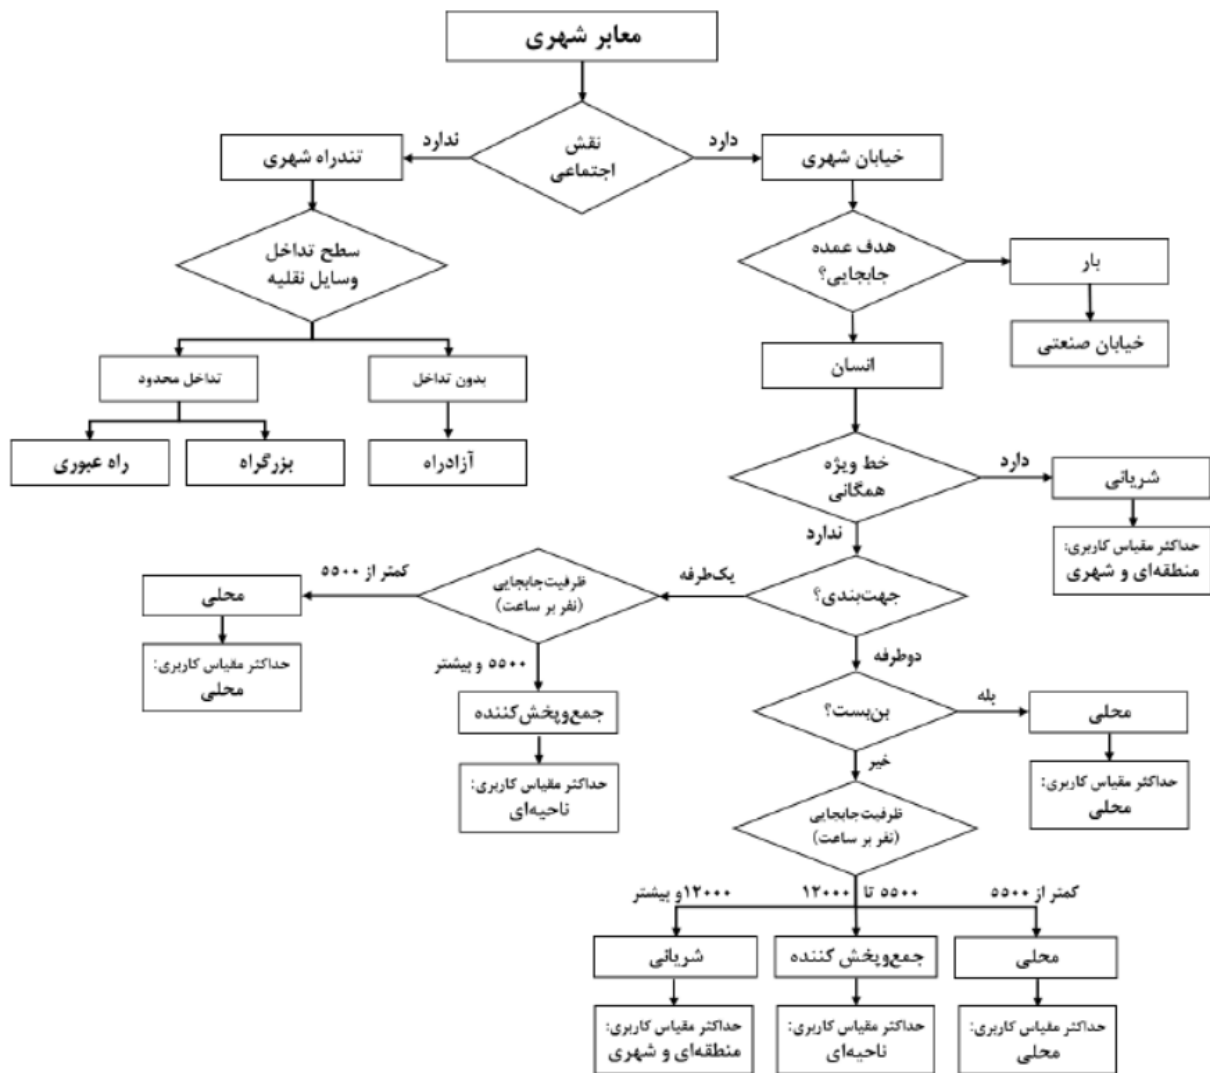 معابر شهری
نقش
اجتماعی
دارد
ندارد
خیابان شهری
تندراه شهری
هدف عمده
جابجایی؟
بار
خیابان صنعتی
سطح تداخل
وسایل نقلیه
انسان
بدون تداخل
تداخل محدود
آزادراه
بزرگراه
راه عبوری
خط ویژه
همگانی
دارد
شریانی
حداکثر مقیاس کاربری:
منطقه‌ای و شهری
ندارد
جهت‌بندی؟
یک‌طرفه
ظرفیت‌جابجایی
(نفر بر ساعت)
کمتر از ۵۵۰۰
محلی
حداکثر مقیاس کاربری:
محلی
۵۵۰۰ و بیشتر
جمع‌وپخش‌کننده
حداکثر مقیاس کاربری:
ناحیه‌ای
دوطرفه
بن‌بست؟
بله
محلی
حداکثر مقیاس کاربری:
محلی
خیر
ظرفیت‌جابجایی
(نفر بر ساعت)
کمتر از ۵۵۰۰
۵۵۰۰ تا ۱۲۰۰۰
۱۲۰۰۰و بیشتر
محلی
جمع‌وپخش کننده
شریانی
حداکثر مقیاس کاربری:
محلی
حداکثر مقیاس کاربری:
ناحیه‌ای
حداکثر مقیاس کاربری:
منطقه‌ای و شهری